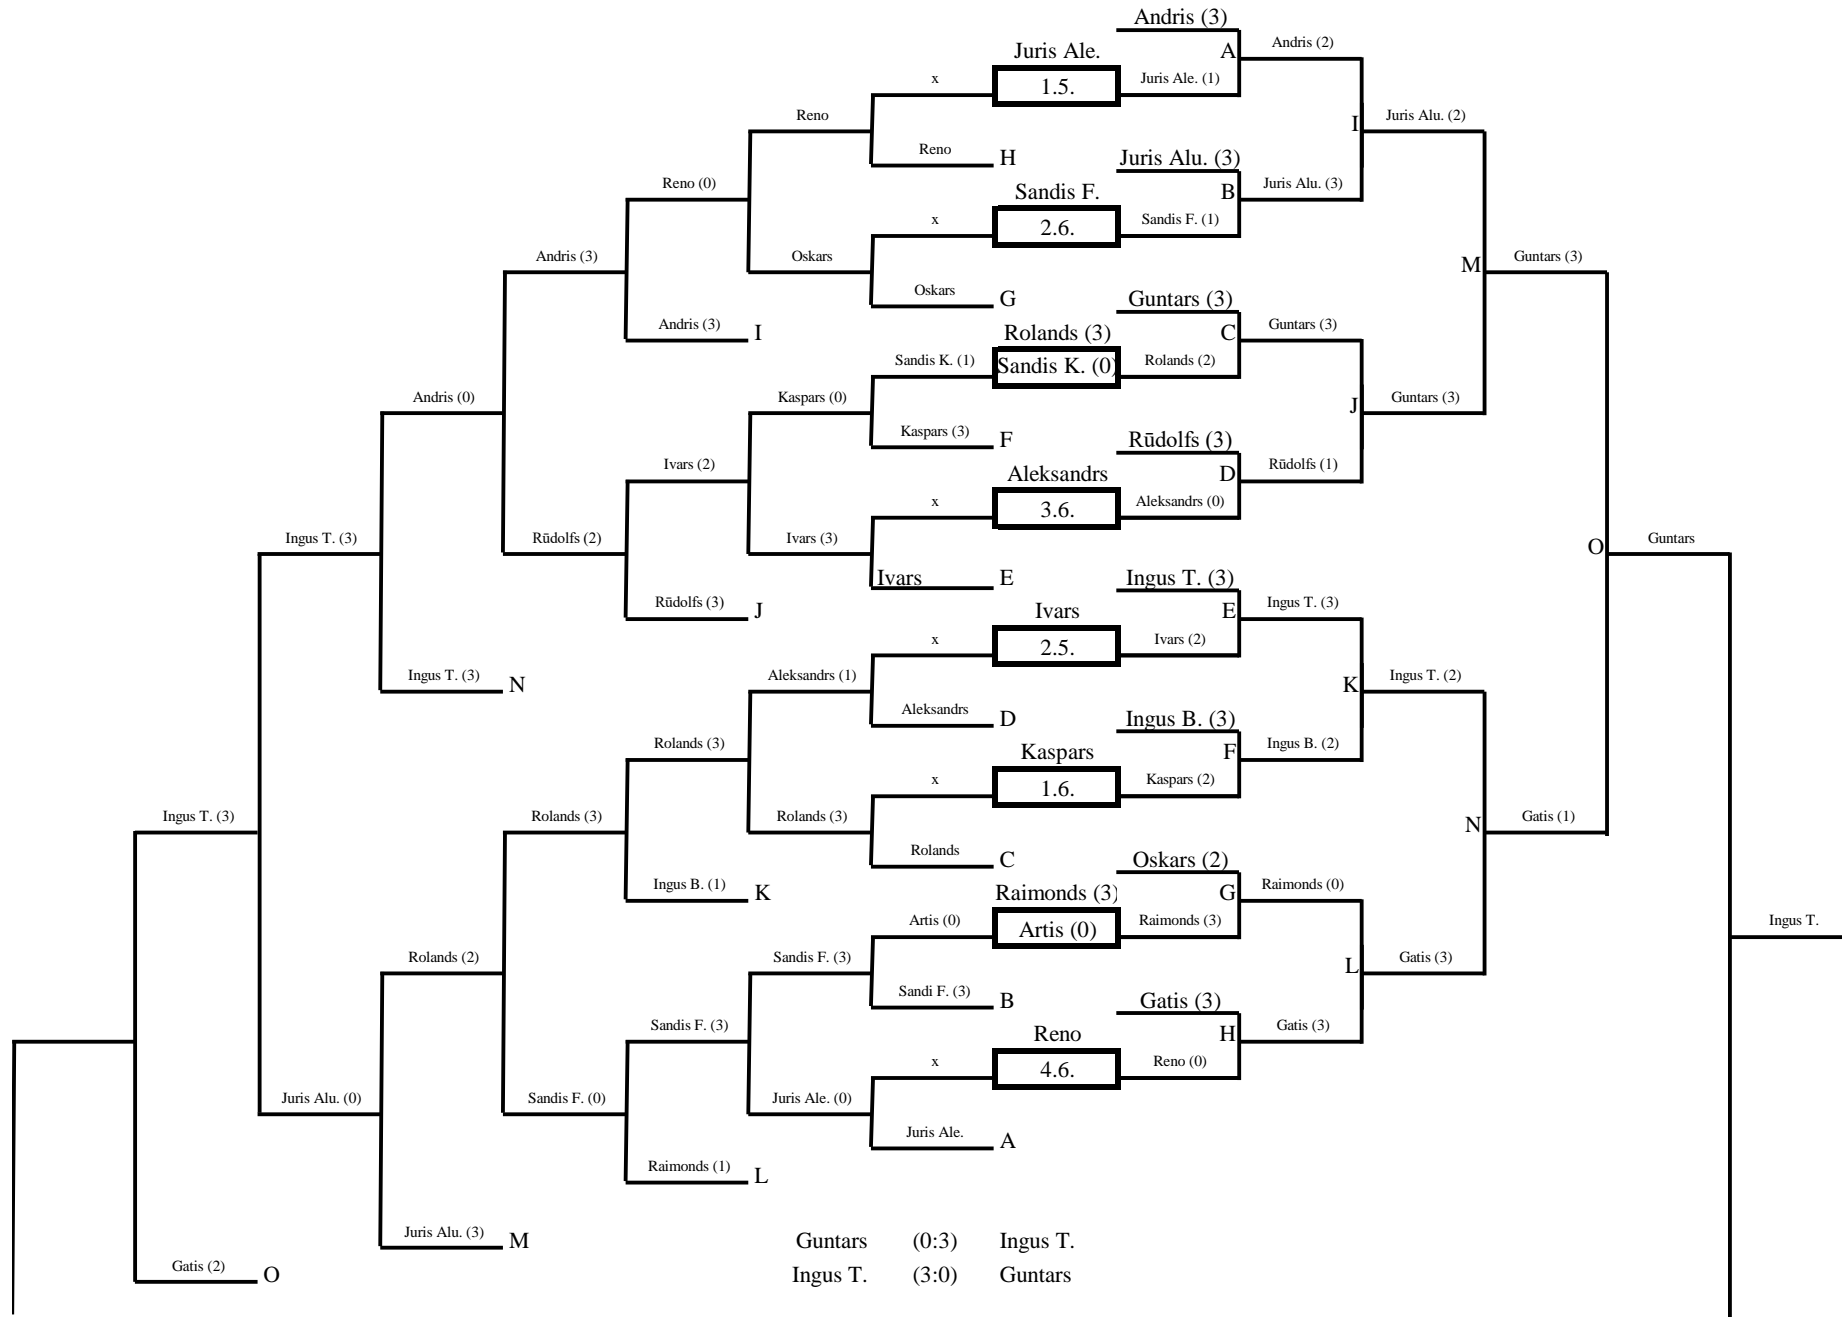 Andris (3)
Andris (2)
Juris Ale.
A
x
1.5.
Juris Ale. (1)
Reno
I
Juris Alu. (2)
Reno
H
Juris Alu. (3)
Reno (0)
Sandis F.
B
Juris Alu. (3)
x
2.6.
Sandis F. (1)
Andris (3)
Oskars
M
Guntars (3)
Oskars
G
Guntars (3)
Andris (3)
I
Rolands (3)
C
Guntars (3)
Sandis K. (1)
Sandis K. (0)
Rolands (2)
Andris (0)
Kaspars (0)
J
Guntars (3)
Kaspars (3)
F
Rūdolfs (3)
Ivars (2)
Aleksandrs
D
Rūdolfs (1)
x
3.6.
Aleksandrs (0)
Ingus T. (3)
Rūdolfs (2)
Ivars (3)
O
Guntars
Ivars
E
Ingus T. (3)
Rūdolfs (3)
J
Ivars
E
Ingus T. (3)
x
2.5.
Ivars (2)
Ingus T. (3)
N
Aleksandrs (1)
K
Ingus T. (2)
Aleksandrs
D
Ingus B. (3)
Rolands (3)
Kaspars
F
Ingus B. (2)
x
1.6.
Kaspars (2)
Ingus T. (3)
Rolands (3)
Rolands (3)
N
Gatis (1)
Rolands
C
Oskars (2)
Ingus B. (1)
K
Raimonds (3)
G
Raimonds (0)
Artis (0)
Artis (0)
Raimonds (3)
Ingus T.
Rolands (2)
Sandis F. (3)
L
Gatis (3)
Sandi F. (3)
B
Gatis (3)
Sandis F. (3)
Reno
H
Gatis (3)
x
4.6.
Reno (0)
Juris Alu. (0)
Sandis F. (0)
Juris Ale. (0)
Juris Ale.
A
Raimonds (1)
L
Juris Alu. (3)
M
Guntars (0:3) Ingus T.
Gatis (2)
O
Ingus T. (3:0) Guntars